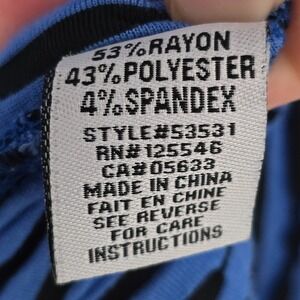 53%RAYON
43%POLYESTER
4%SPANDEX
STYLE#53531
RN#125546
CA#05633
MADE IN CHINA
FAIT EN CHINE
SEE REVERSE
FOR CARE
INSTRUCTIONS